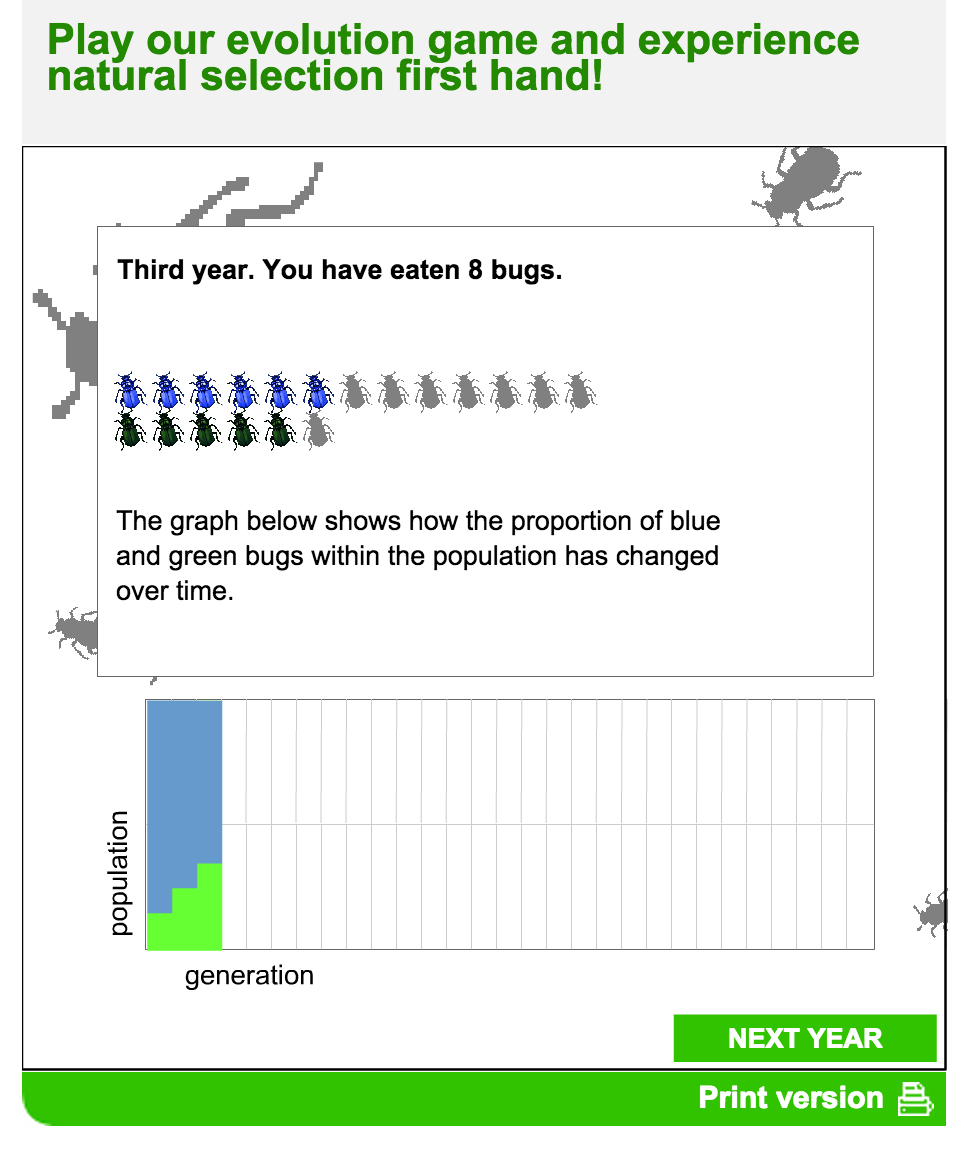 Play our evolution game and experience
natural selection first hand!
Third year. You have eaten 8 bugs.
The graph below shows how the proportion of blue
and green bugs within the population has changed
over time.
population
generation
NEXT YEAR
Print version